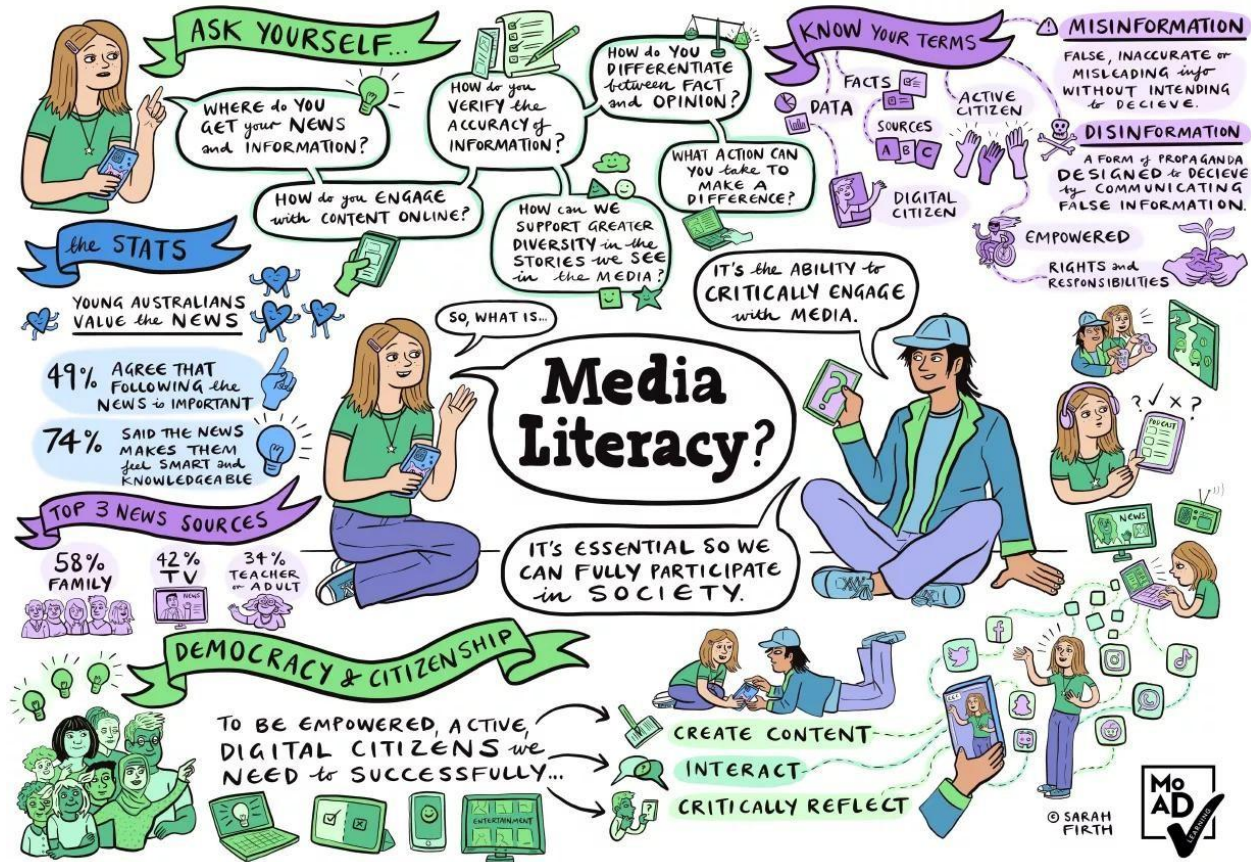 ASK YOURSELF...
WHERE do YOU
GET your NEWS
and INFORMATION?
HOW do you ENGAGE
with CONTENT ONLINE?
HOW do you
VERIFY the
ACCURACY of
INFORMATION?
HOW can WE
SUPPORT GREATER
DIVERSITY in the
STORIES we SEE
in the MEDIA?
HOW do YOU
DIFFERENTIATE
between FACT
and OPINION?
WHAT ACTION CAN
YOU take TO
MAKE A
DIFFERENCE?
KNOW YOUR TERMS
DATA
FACTS
SOURCES
A B C
ACTIVE
CITIZEN
DIGITAL
CITIZEN
MISINFORMATION
FALSE, INACCURATE or
MISLEADING info
WITHOUT INTENDING
to DECIEVE.
DISINFORMATION
A FORM of PROPAGANDA
DESIGNED to DECIEVE
by COMMUNICATING
FALSE INFORMATION.
EMPOWERED
RIGHTS and
RESPONSIBILITIES
the STATS
YOUNG AUSTRALIANS
VALUE the NEWS
49% AGREE THAT
FOLLOWING the
NEWS is IMPORTANT
74% SAID THE NEWS
MAKES THEM
feel SMART and
KNOWLEDGEABLE
TOP 3 NEWS SOURCES
58%
FAMILY
42%
TV
NEWS
34%
TEACHER
or ADULT
SO, WHAT IS...
Media
Literacy?
IT'S the ABILITY to
CRITICALLY ENGAGE
with MEDIA.
?
IT'S ESSENTIAL SO WE
CAN FULLY PARTICIPATE
in SOCIETY.
? ✓ × ?
PODCAST
NEWS
DEMOCRACY & CITIZENSHIP
TO BE EMPOWERED, ACTIVE,
DIGITAL CITIZENS we
NEED to SUCCESSFULLY...
ENTERTAINMENT
CREATE CONTENT
INTERACT
CRITICALLY REFLECT
© SARAH
FIRTH
MoAD
LEARNING